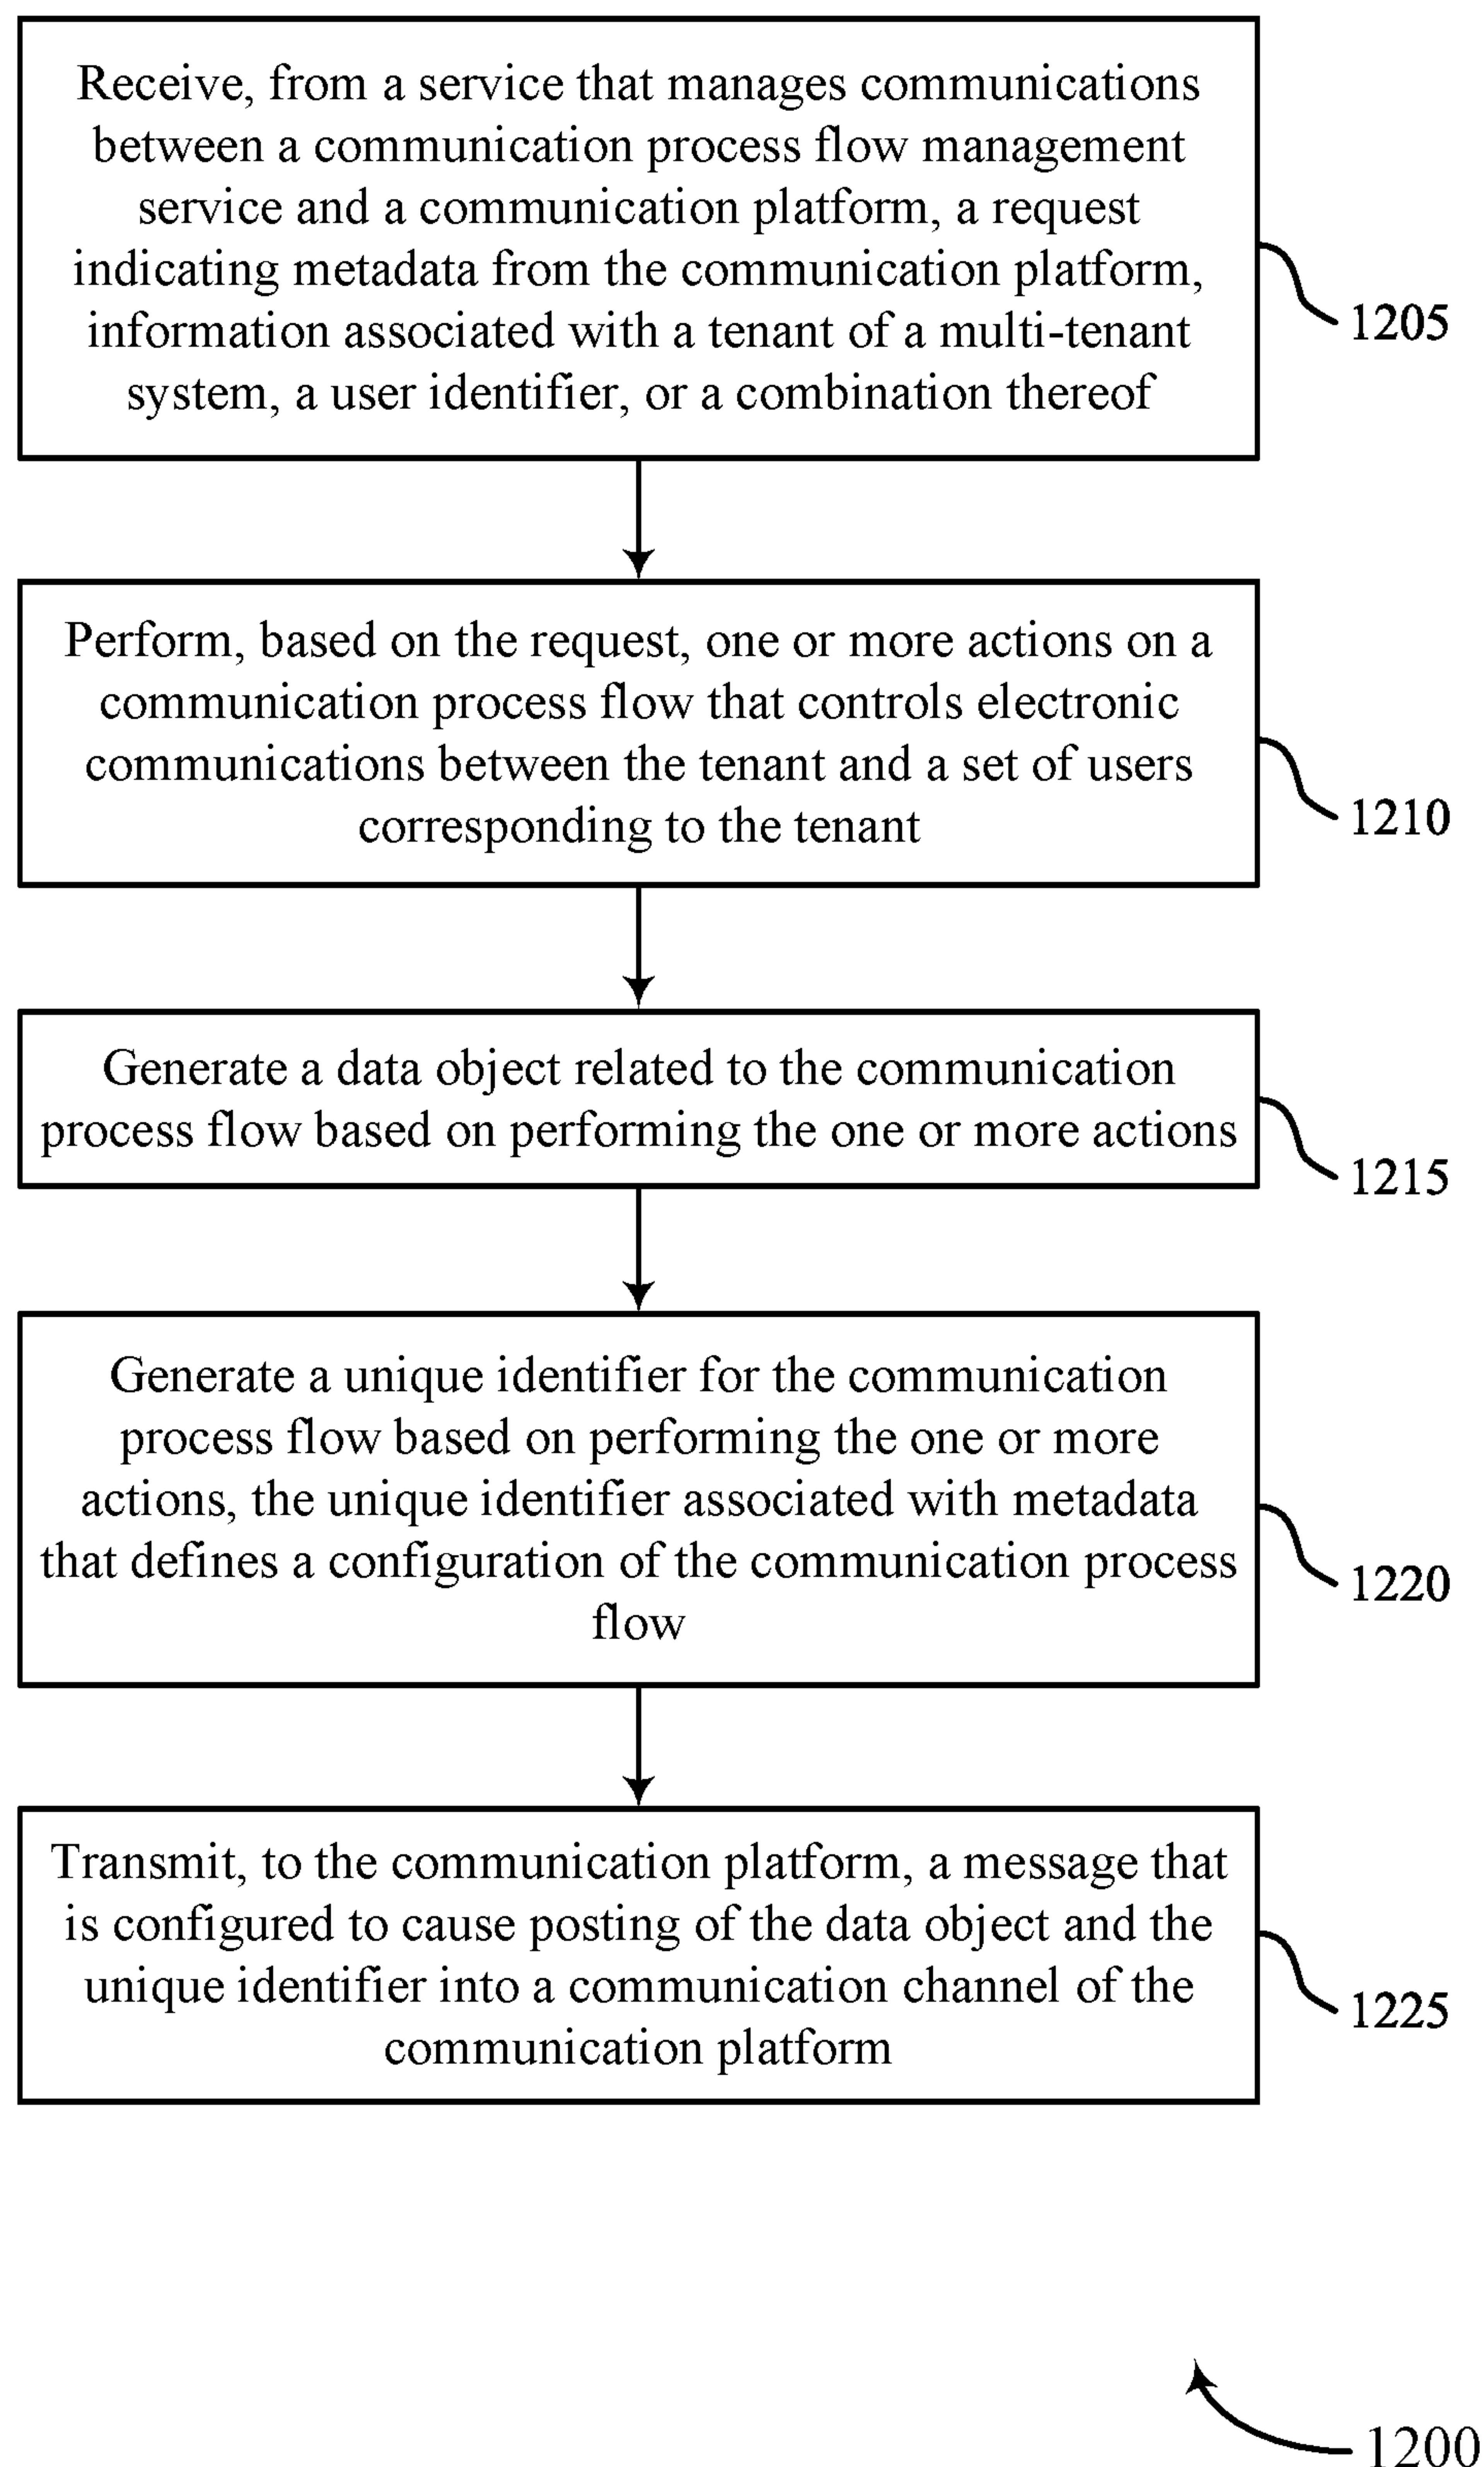 Receive, from a service that manages communications
between a communication process flow management
service and a communication platform, a request
indicating metadata from the communication platform,
information associated with a tenant of a multi-tenant
system, a user identifier, or a combination thereof
1205
Perform, based on the request, one or more actions on a
communication process flow that controls electronic
communications between the tenant and a set of users
corresponding to the tenant
1210
Generate a data object related to the communication
process flow based on performing the one or more actions
1215
Generate a unique identifier for the communication
process flow based on performing the one or more
actions, the unique identifier associated with metadata
that defines a configuration of the communication process
flow
1220
Transmit, to the communication platform, a message that
is configured to cause posting of the data object and the
unique identifier into a communication channel of the
communication platform
1225
1200